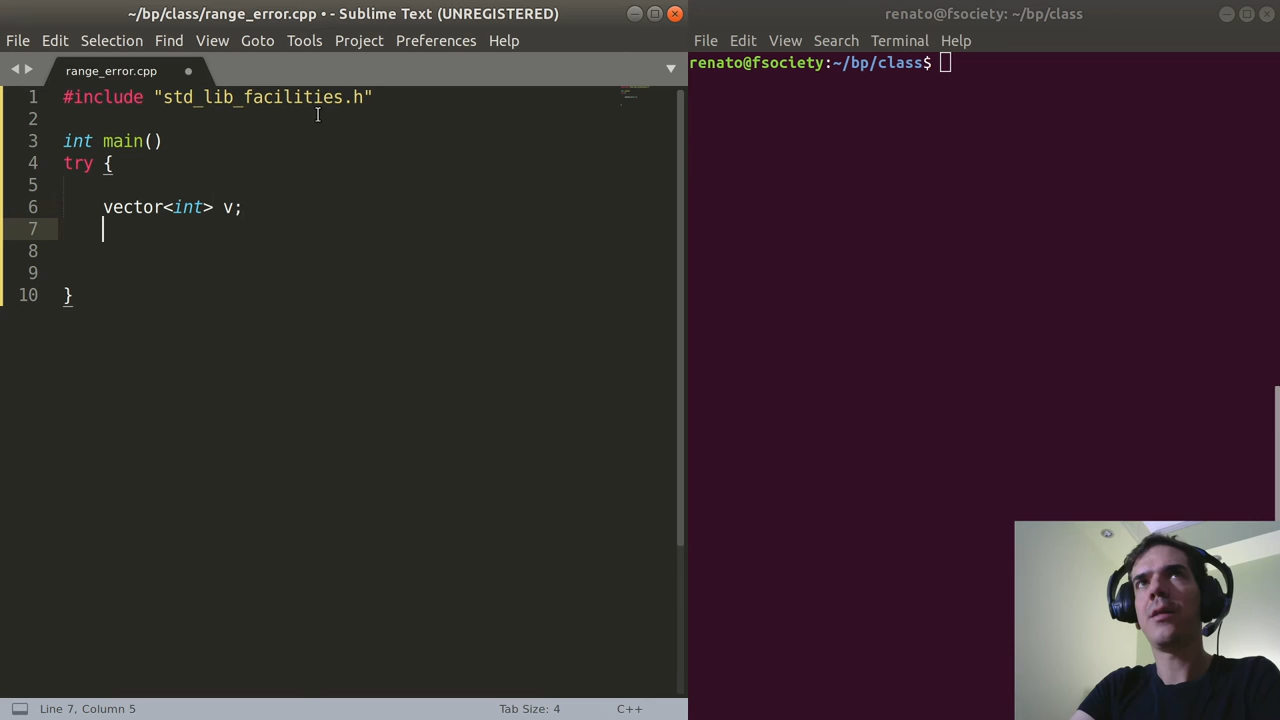 ~/bp/class/range_error.cpp • - Sublime Text (UNREGISTERED)
File Edit Selection Find View Goto Tools Project Preferences Help
range_error.cpp
1 #include "std_lib_facilities.h"
2
3 int main()
4 try {
5
6 vector<int> v;
7
8
9
10 }
Line 7, Column 5 Tab Size: 4 C++
renato@fsociety: ~/bp/class
File Edit View Search Terminal Help
renato@fsociety:~/bp/class$